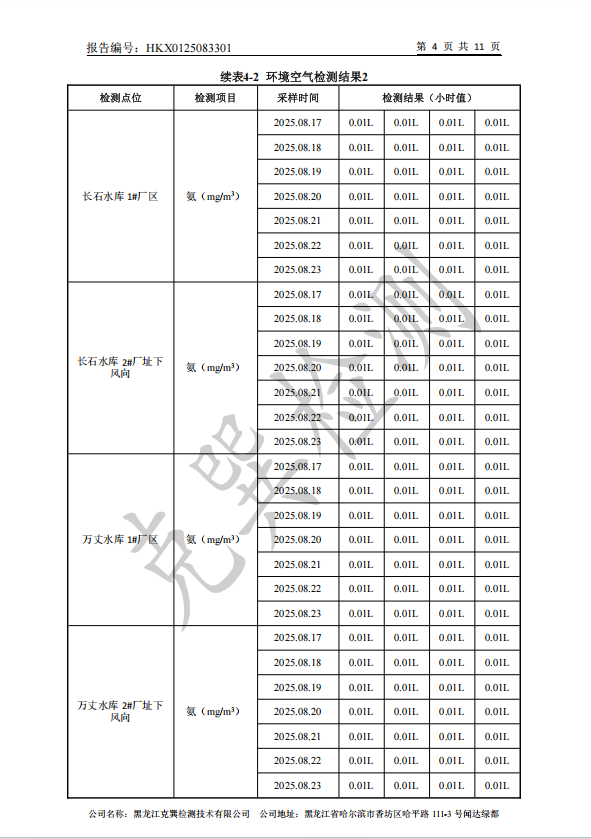 报告编号：HKX0125083301 第 4 页 共 11 页
续表4-2 环境空气检测结果2
检测点位 检测项目 采样时间 检测结果（小时值）
长石水库 1#厂区 氨（mg/m³）
2025.08.17 0.01L 0.01L 0.01L 0.01L
2025.08.18 0.01L 0.01L 0.01L 0.01L
2025.08.19 0.01L 0.01L 0.01L 0.01L
2025.08.20 0.01L 0.01L 0.01L 0.01L
2025.08.21 0.01L 0.01L 0.01L 0.01L
2025.08.22 0.01L 0.01L 0.01L 0.01L
2025.08.23 0.01L 0.01L 0.01L 0.01L
长石水库 2#厂址下
风向
氨（mg/m³）
2025.08.17 0.01L 0.01L 0.01L 0.01L
2025.08.18 0.01L 0.01L 0.01L 0.01L
2025.08.19 0.01L 0.01L 0.01L 0.01L
2025.08.20 0.01L 0.01L 0.01L 0.01L
2025.08.21 0.01L 0.01L 0.01L 0.01L
2025.08.22 0.01L 0.01L 0.01L 0.01L
2025.08.23 0.01L 0.01L 0.01L 0.01L
万丈水库 1#厂区 氨（mg/m³）
2025.08.17 0.01L 0.01L 0.01L 0.01L
2025.08.18 0.01L 0.01L 0.01L 0.01L
2025.08.19 0.01L 0.01L 0.01L 0.01L
2025.08.20 0.01L 0.01L 0.01L 0.01L
2025.08.21 0.01L 0.01L 0.01L 0.01L
2025.08.22 0.01L 0.01L 0.01L 0.01L
2025.08.23 0.01L 0.01L 0.01L 0.01L
万丈水库 2#厂址下
风向
氨（mg/m³）
2025.08.17 0.01L 0.01L 0.01L 0.01L
2025.08.18 0.01L 0.01L 0.01L 0.01L
2025.08.19 0.01L 0.01L 0.01L 0.01L
2025.08.20 0.01L 0.01L 0.01L 0.01L
2025.08.21 0.01L 0.01L 0.01L 0.01L
2025.08.22 0.01L 0.01L 0.01L 0.01L
2025.08.23 0.01L 0.01L 0.01L 0.01L
克巽检测
公司名称：黑龙江克巽检测技术有限公司 公司地址：黑龙江省哈尔滨市香坊区哈平路 111-3 号闻达绿都